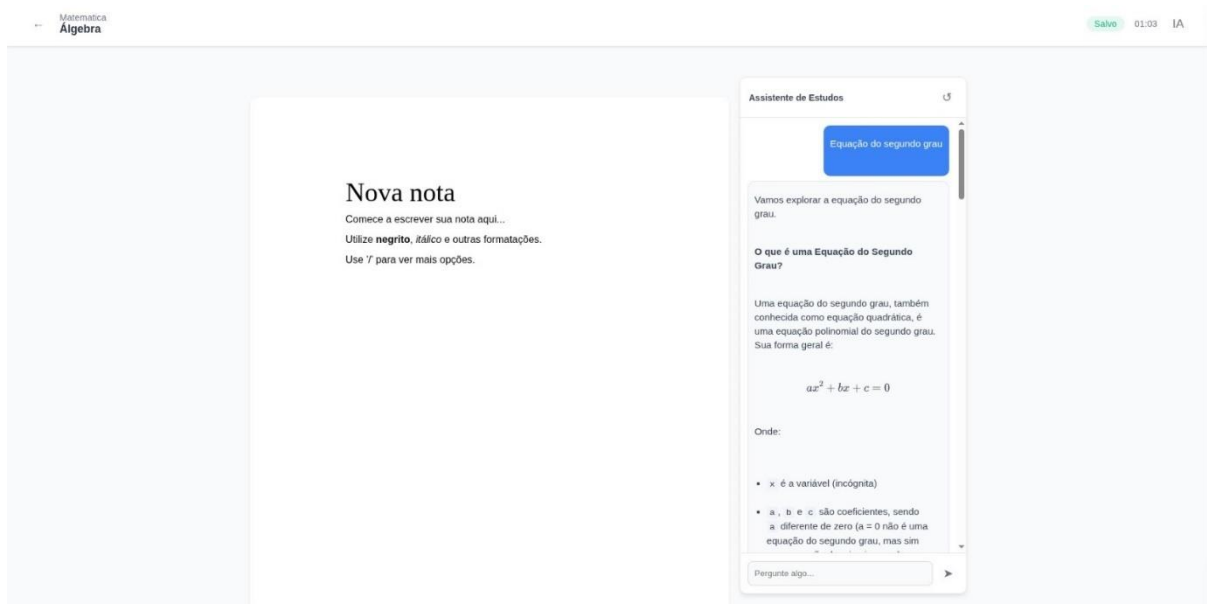 Matematica
Álgebra
Salvo 01:03 IA
Nova nota
Comece a escrever sua nota aqui...
Utilize negrito, itálico e outras formatações.
Use '/' para ver mais opções.
Assistente de Estudos
Equação do segundo grau
Vamos explorar a equação do segundo
grau.
O que é uma Equação do Segundo
Grau?
Uma equação do segundo grau, também
conhecida como equação quadrática, é
uma equação polinomial do segundo grau.
Sua forma geral é:
ax² + bx + c = 0
Onde:
• x é a variável (incógnita)
• a, b e c são coeficientes, sendo
a diferente de zero (a = 0 não é uma
equação do segundo grau, mas sim
Pergunte algo...